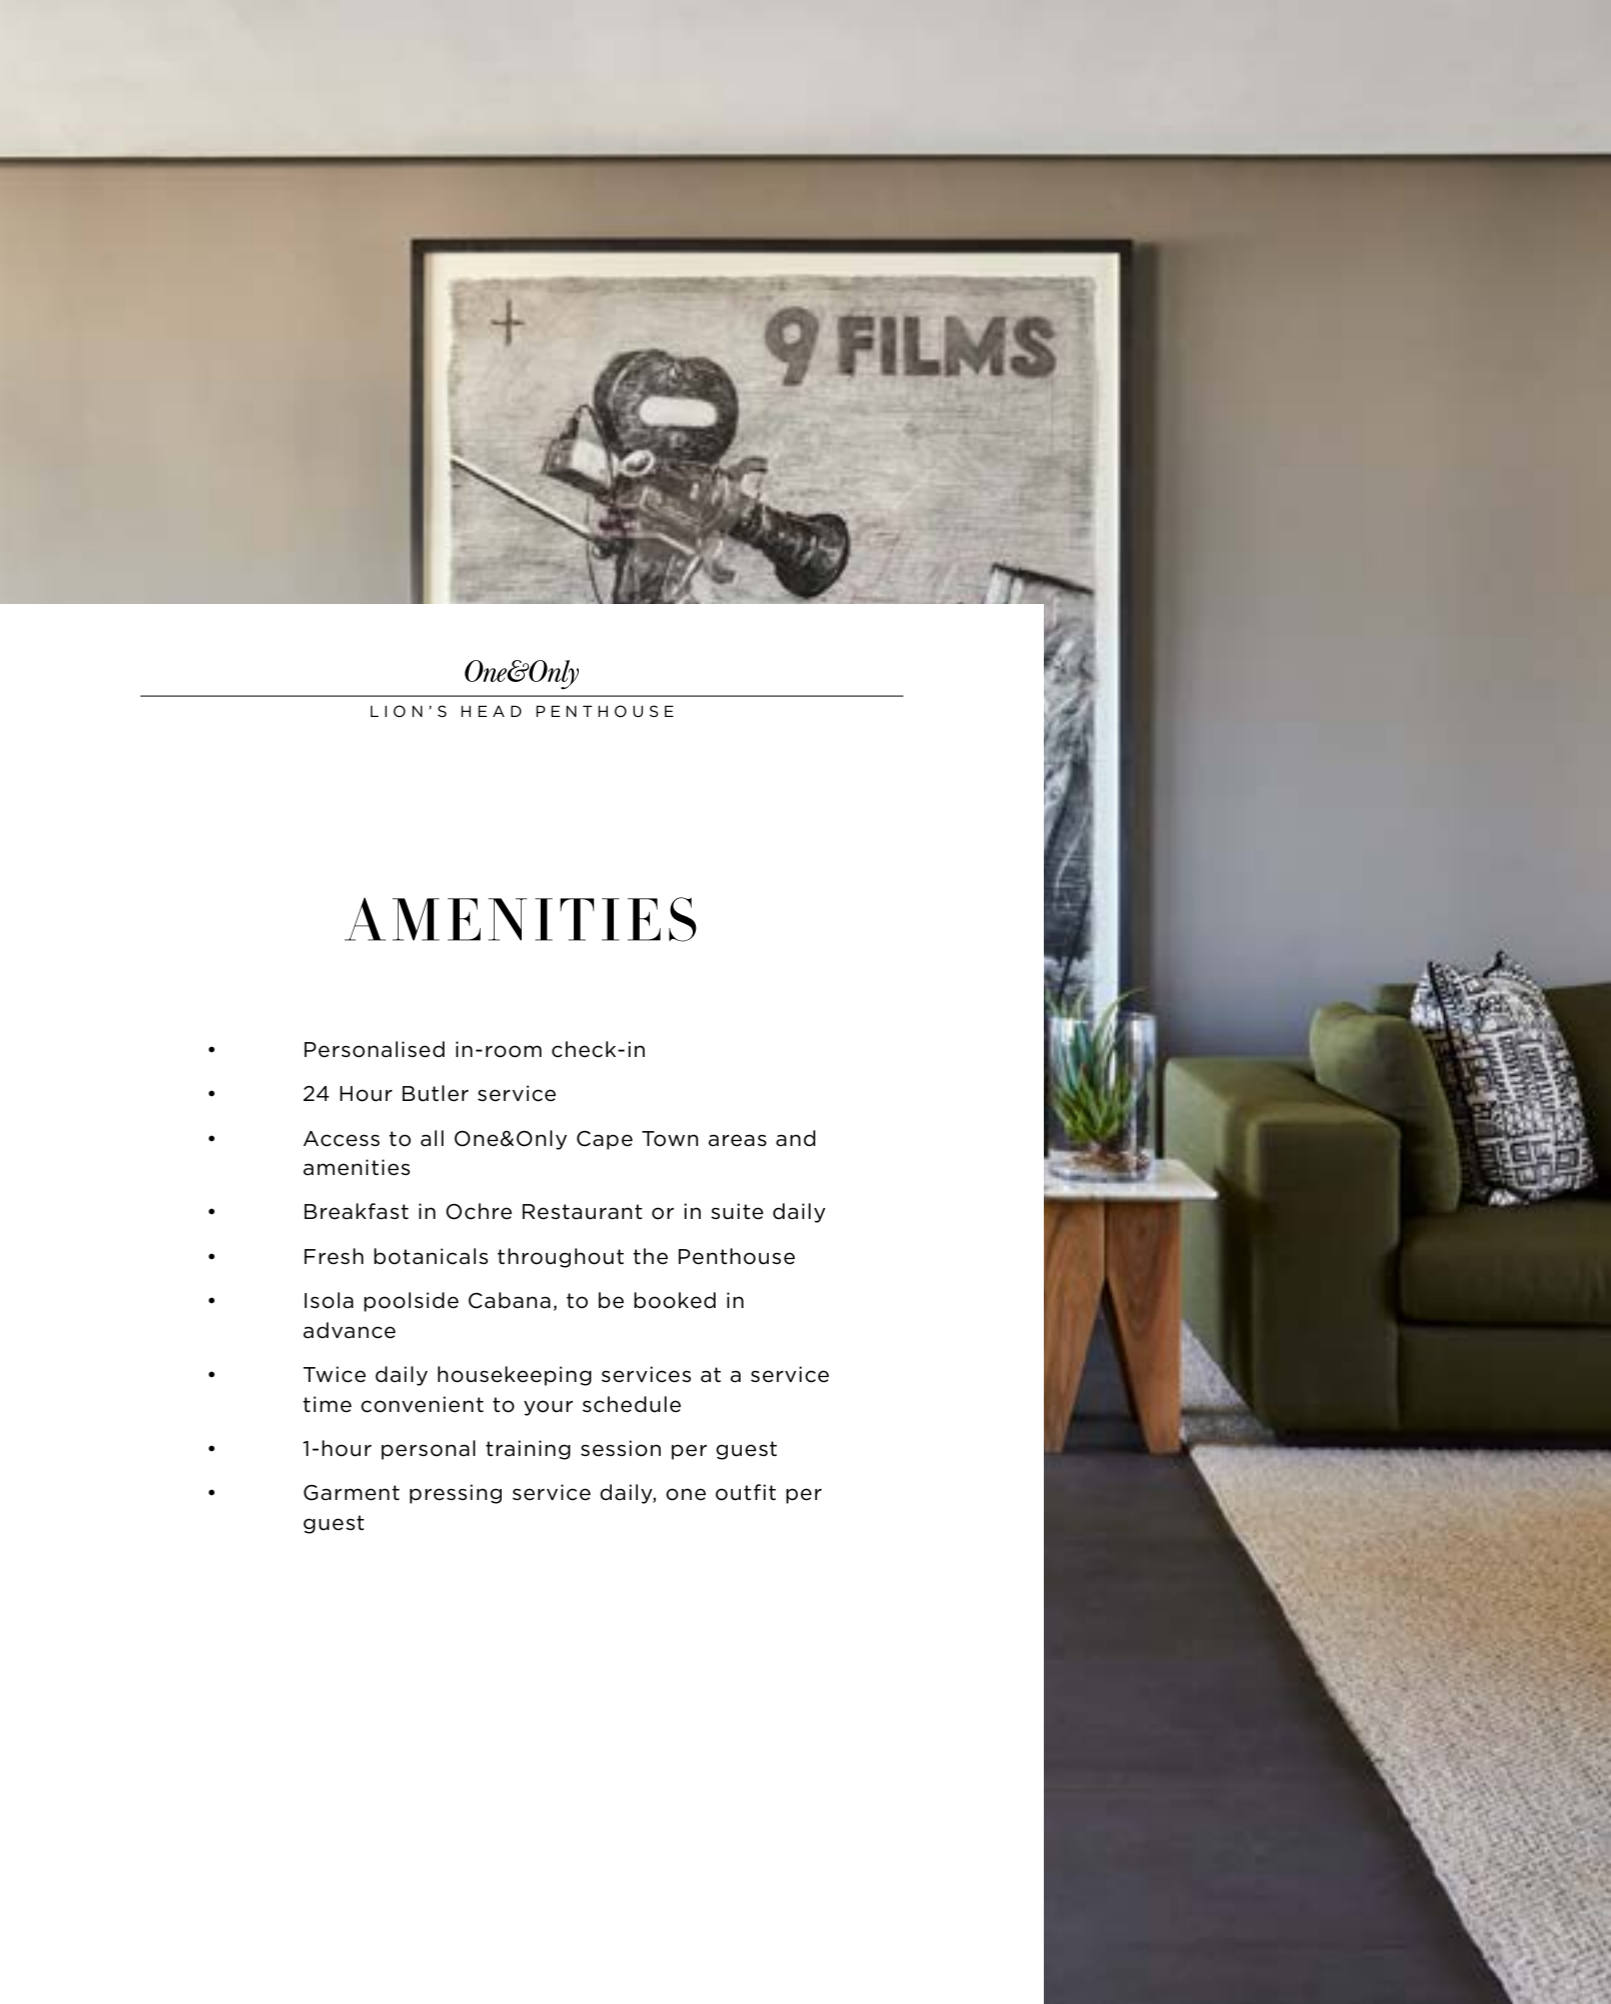 9 FILMS
One&Only
LION'S HEAD PENTHOUSE
AMENITIES
• Personalised in-room check-in
• 24 Hour Butler service
• Access to all One&Only Cape Town areas and
amenities
• Breakfast in Ochre Restaurant or in suite daily
• Fresh botanicals throughout the Penthouse
• Isola poolside Cabana, to be booked in
advance
• Twice daily housekeeping services at a service
time convenient to your schedule
• 1-hour personal training session per guest
• Garment pressing service daily, one outfit per
guest